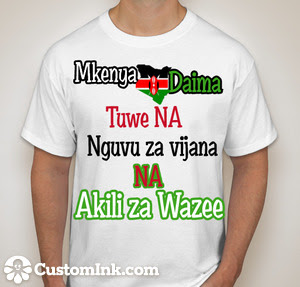 Mkenya Daima
Tuwe NA
Nguvu za vijana
NA
Akili za Wazee
CustomInk.com